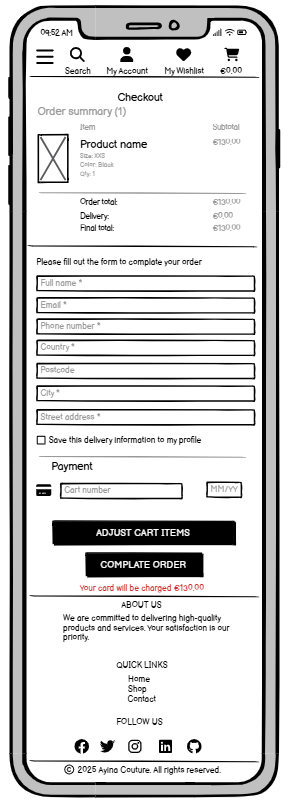 09:52 AM
Search My Account My Wishlist €0,00
Checkout
Order summary (1)
Item Subtotal
Product name €130,00
Size: XXS
Color: Black
Qty: 1
Order total: €130,00
Delivery: €0,00
Final total: €130,00
Please fill out the form to complete your order
Full name *
Email *
Phone number *
Country *
Postcode
City *
Street address *
Save this delivery information to my profile
Payment
Cart number MM/YY
ADJUST CART ITEMS
COMPLATE ORDER
Your card will be charged €130,00
ABOUT US
We are committed to delivering high-quality
products and services. Your satisfaction is our
priority.
QUICK LINKS
Home
Shop
Contact
FOLLOW US
© 2025 Ayina Couture. All rights reserved.